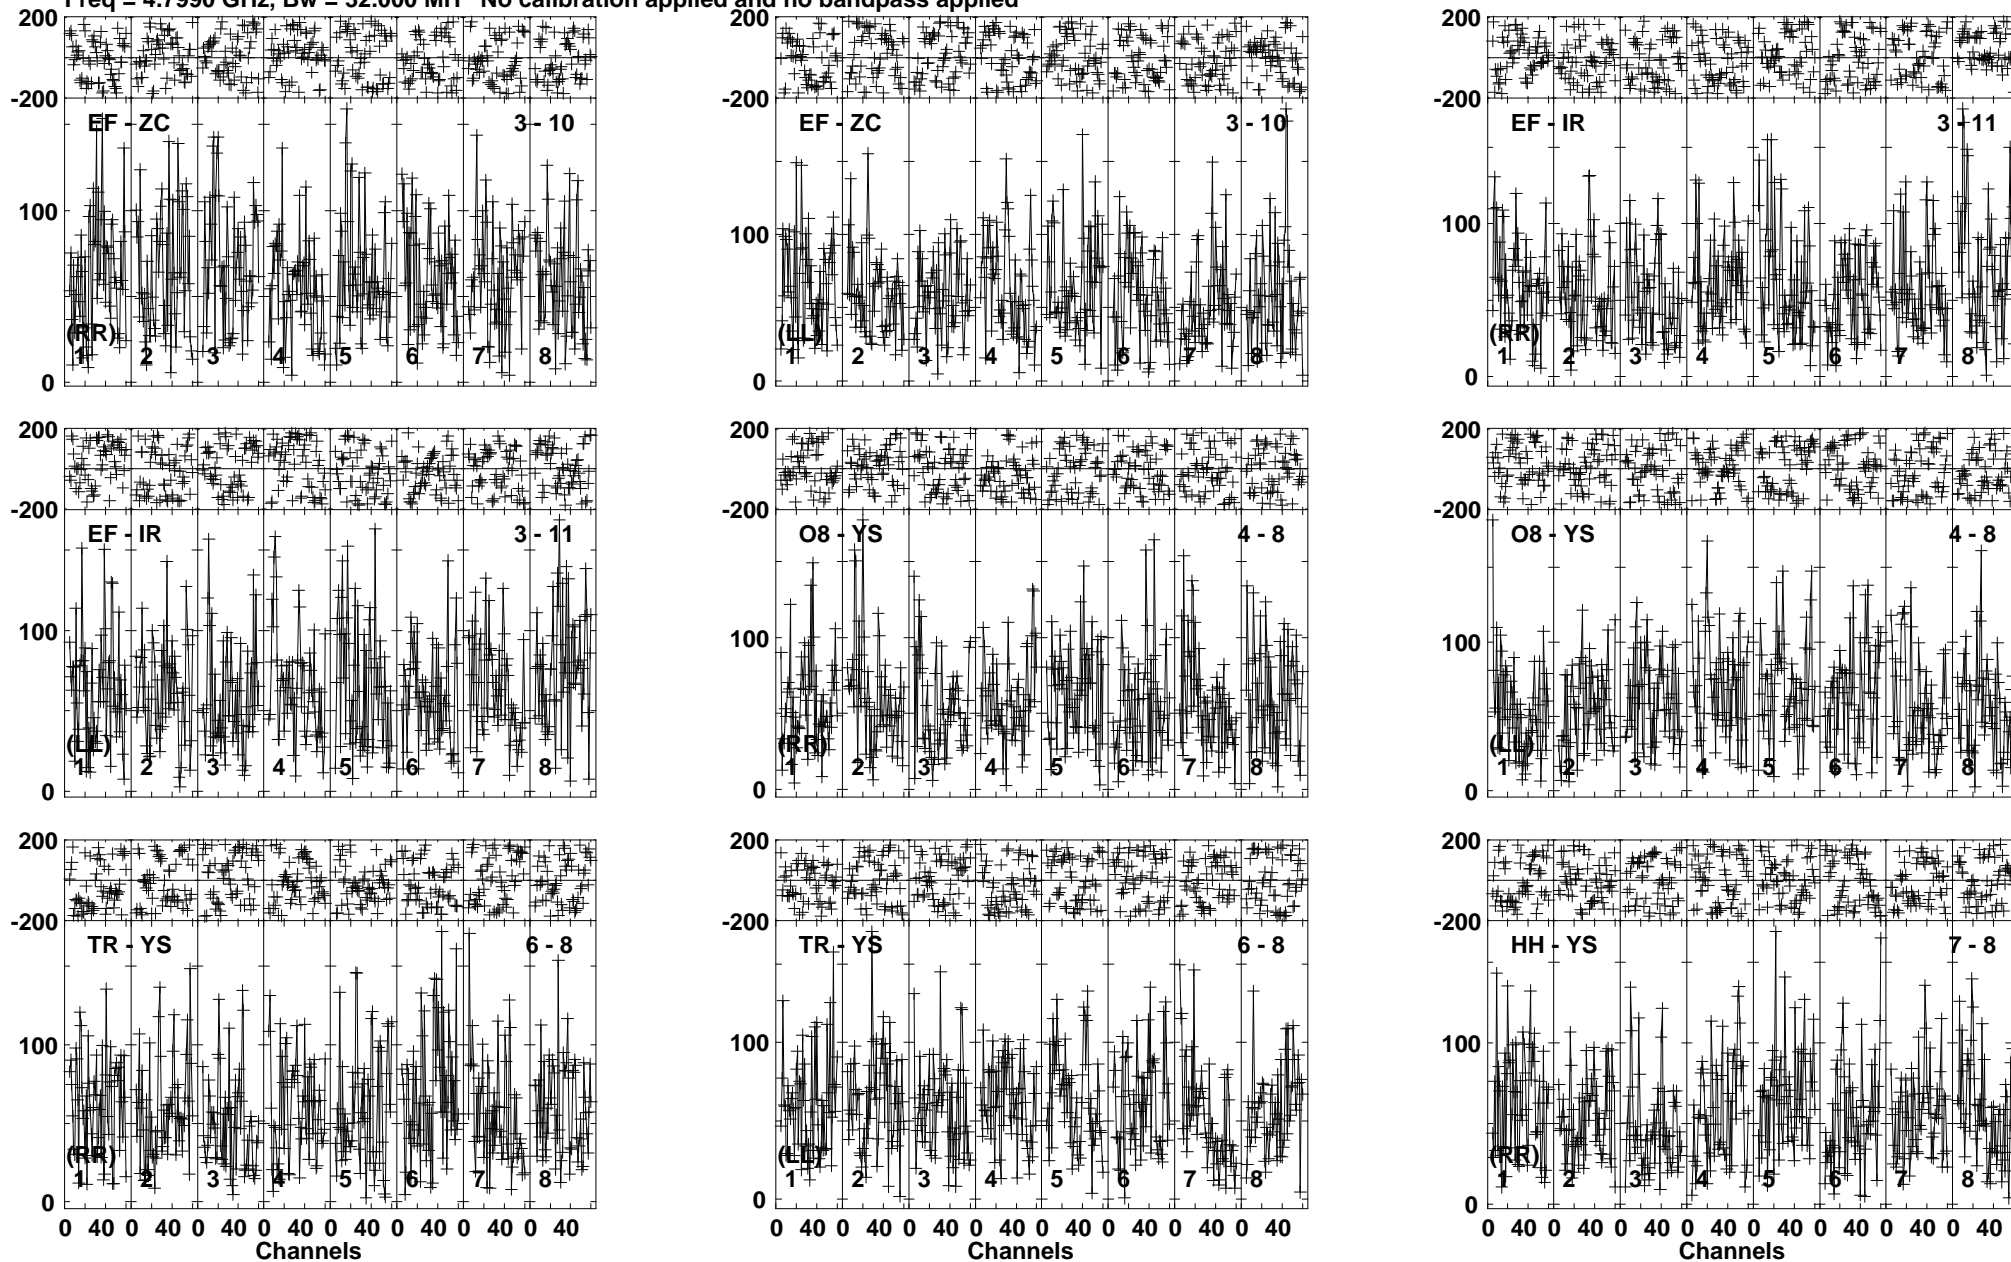 Freq = 4.7990 GHz, Bw = 32.000 MH No calibration applied and no bandpass applied
200 200 200
-200 -200 -200
EF - ZC 3 - 10 EF - ZC 3 - 10 EF - IR 3 - 11
100 100 100
(RR) (LL) (RR)
1 2 3 4 5 6 7 8 1 2 3 4 5 6 7 8 1 2 3 4 5 6 7 8
0 0 0
200 200 200
-200 -200 -200
EF - IR 3 - 11 O8 - YS 4 - 8 O8 - YS 4 - 8
100 100 100
(LL) (RR) (LL)
1 2 3 4 5 6 7 8 1 2 3 4 5 6 7 8 1 2 3 4 5 6 7 8
0 0 0
200 200 200
-200 -200 -200
TR - YS 6 - 8 TR - YS 6 - 8 HH - YS 7 - 8
100 100 100
(RR) (LL) (RR)
1 2 3 4 5 6 7 8 1 2 3 4 5 6 7 8 1 2 3 4 5 6 7 8
0 0 0
0 40 0 40 0 40 0 40 0 40 0 40 0 40 0 40 0 40 0 40 0 40 0 40 0 40 0 40 0 40 0 40 0 40 0 40 0 40 0 40 0 40 0 40 0 40 0 40
Channels Channels Channels